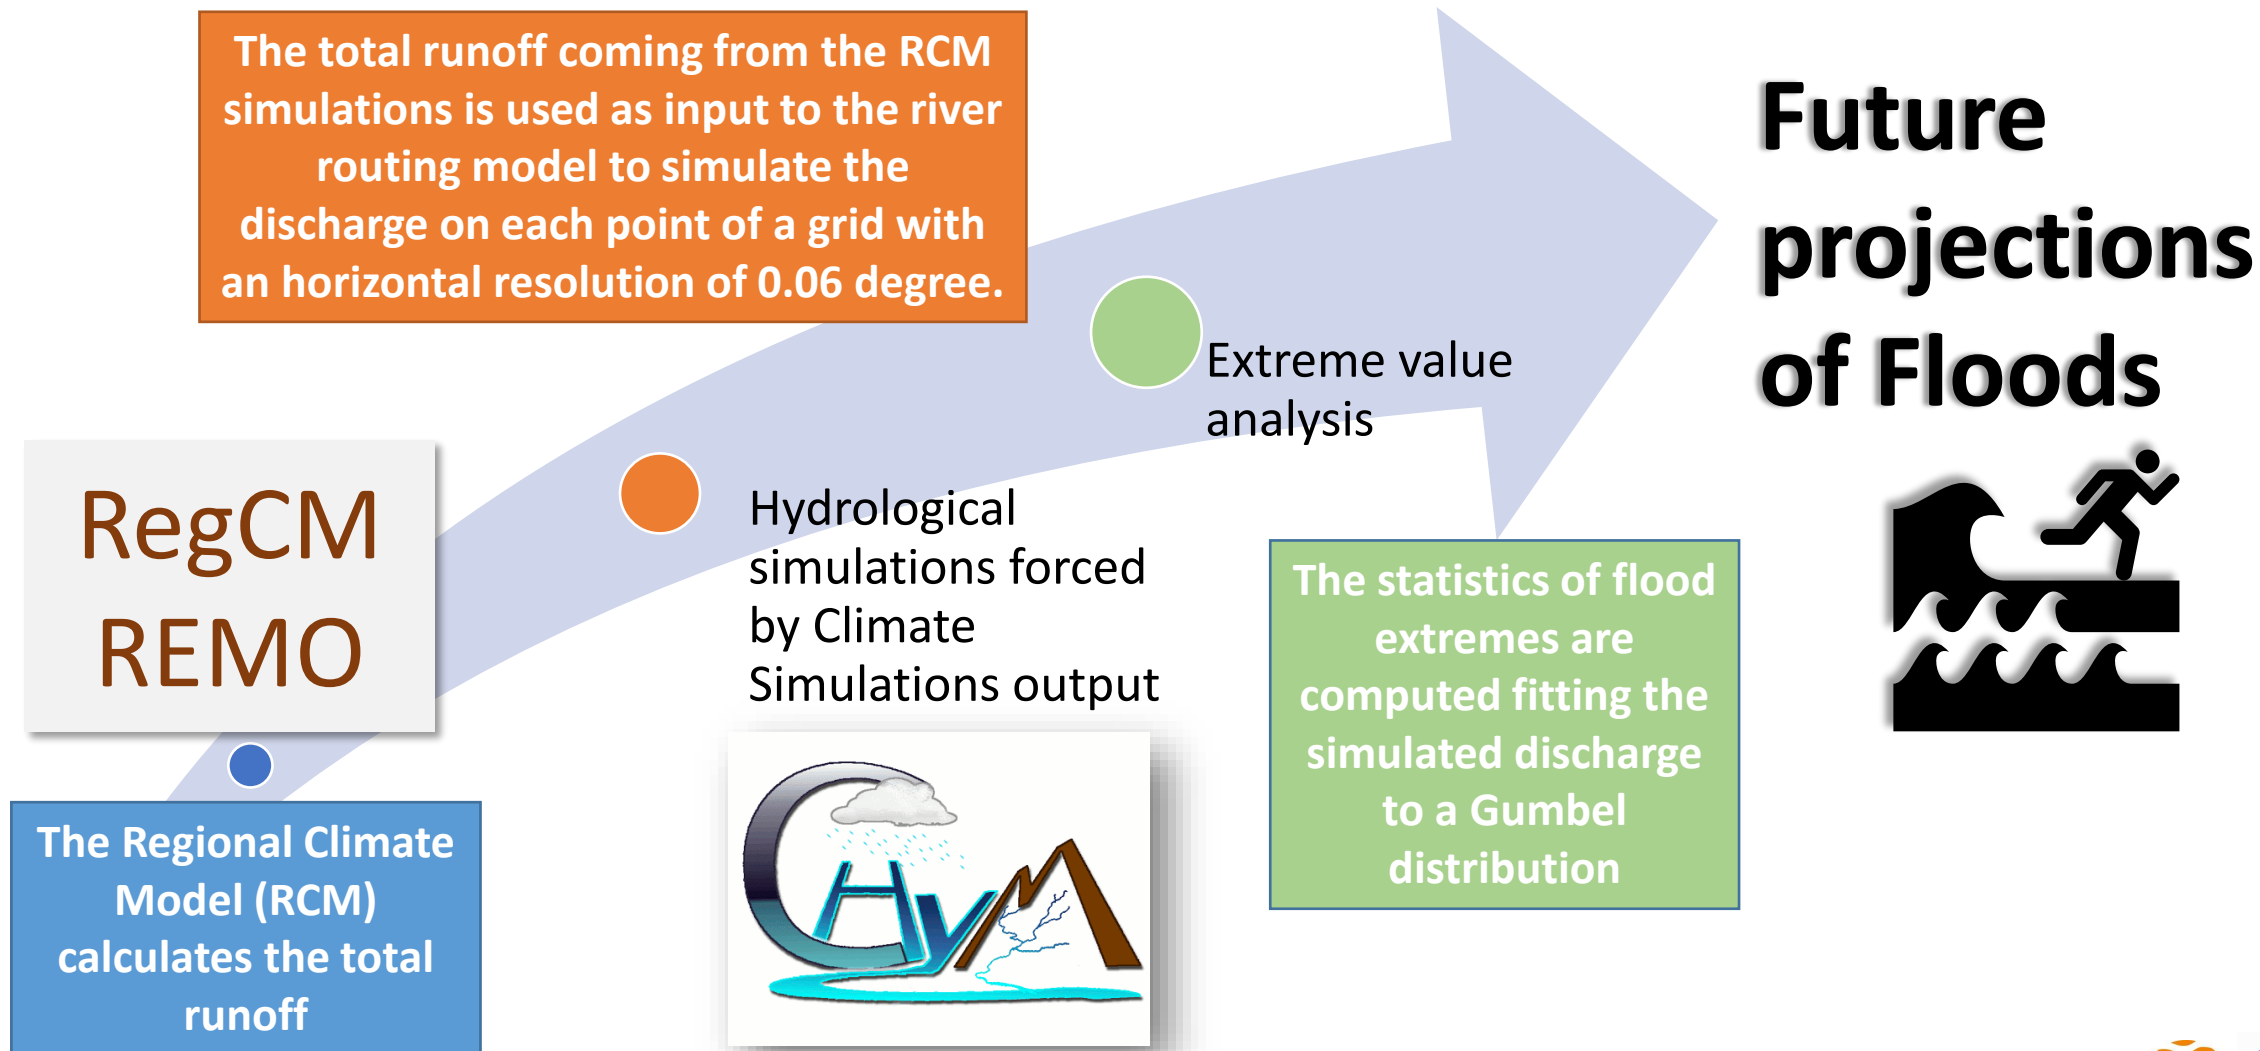 The total runoff coming from the RCM
simulations is used as input to the river
routing model to simulate the
discharge on each point of a grid with
an horizontal resolution of 0.06 degree.
Future
projections
of Floods
Extreme value
analysis
RegCM
REMO
Hydrological
simulations forced
by Climate
Simulations output
The statistics of flood
extremes are
computed fitting the
simulated discharge
to a Gumbel
distribution
CHyM
The Regional Climate
Model (RCM)
calculates the total
runoff